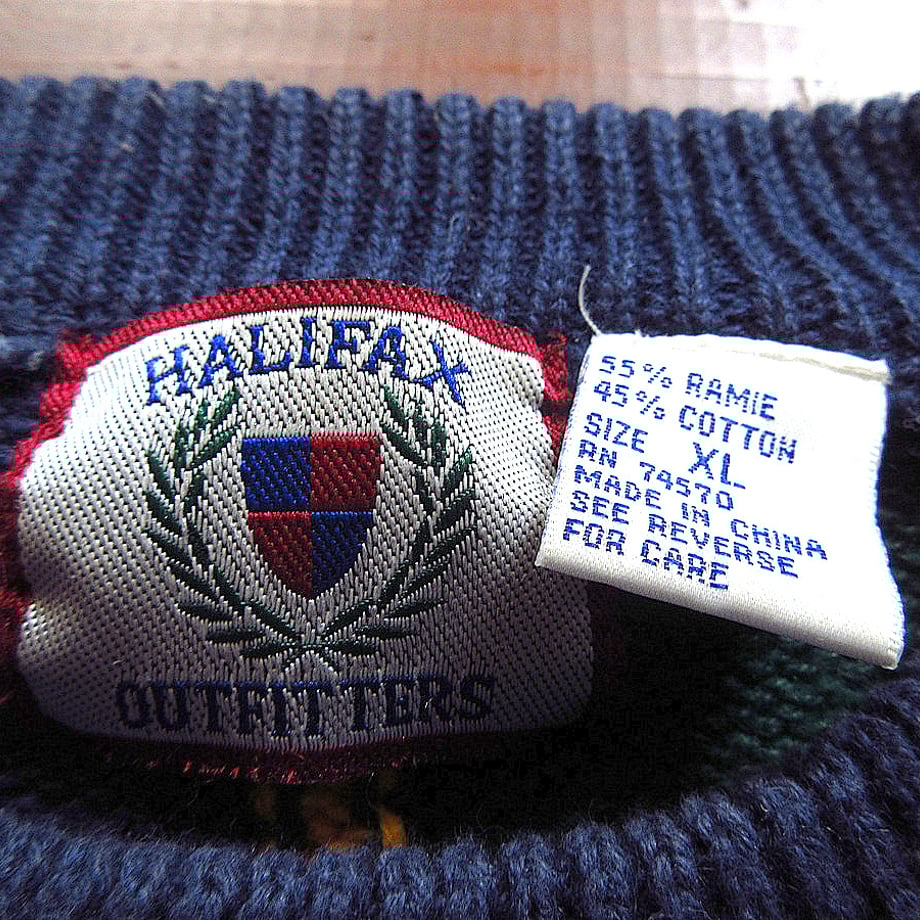 HALIFAX
OUTFITTERS
55% RAMIE
45% COTTON
SIZE XL
RN 74570
MADE IN CHINA
SEE REVERSE
FOR CARE